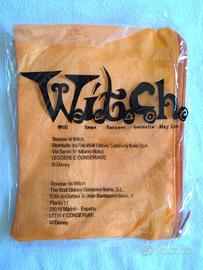 W.i.t.c.h.
Will Irma Taranee Cornelia Hay Lin
Trousse di Witch
Distribuito da The Walt Disney Company Italia S.p.A.
Via Sandri 1 - Milano (Italia)
LEGGERE E CONSERVARE
© Disney
Trousse de Witch
The Walt Disney Company Iberia, S.L.
Edificio
Planta 11
28016 Madrid - España
LEER Y CONSERVAR
© Disney